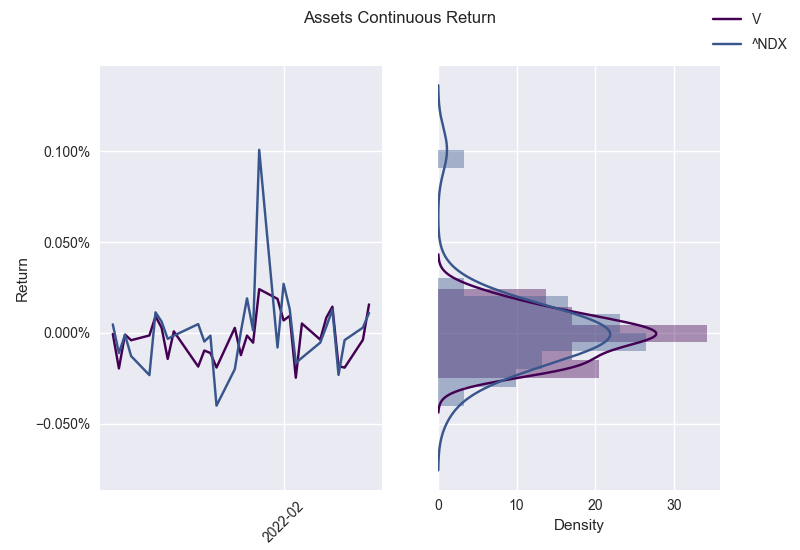 Assets Continuous Return
V
^NDX
Return
0.100%
0.050%
0.000%
−0.050%
2022-02
0
10
20
30
Density